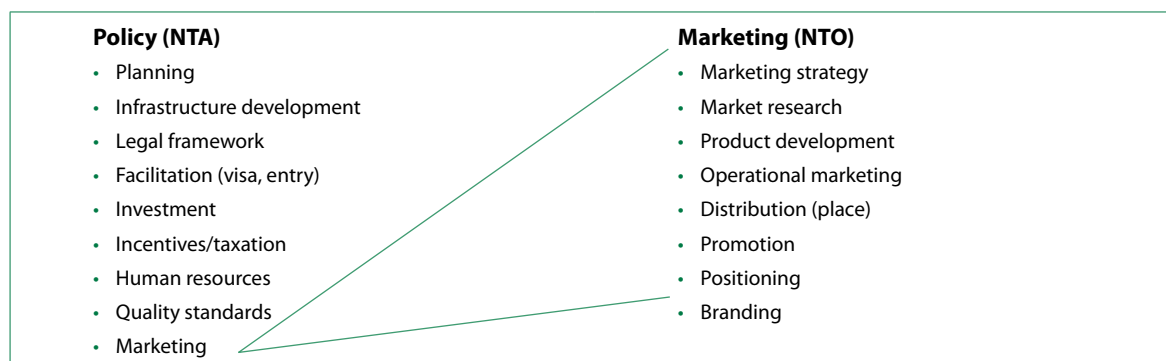 Policy (NTA)
• Planning
• Infrastructure development
• Legal framework
• Facilitation (visa, entry)
• Investment
• Incentives/taxation
• Human resources
• Quality standards
• Marketing
Marketing (NTO)
• Marketing strategy
• Market research
• Product development
• Operational marketing
• Distribution (place)
• Promotion
• Positioning
• Branding